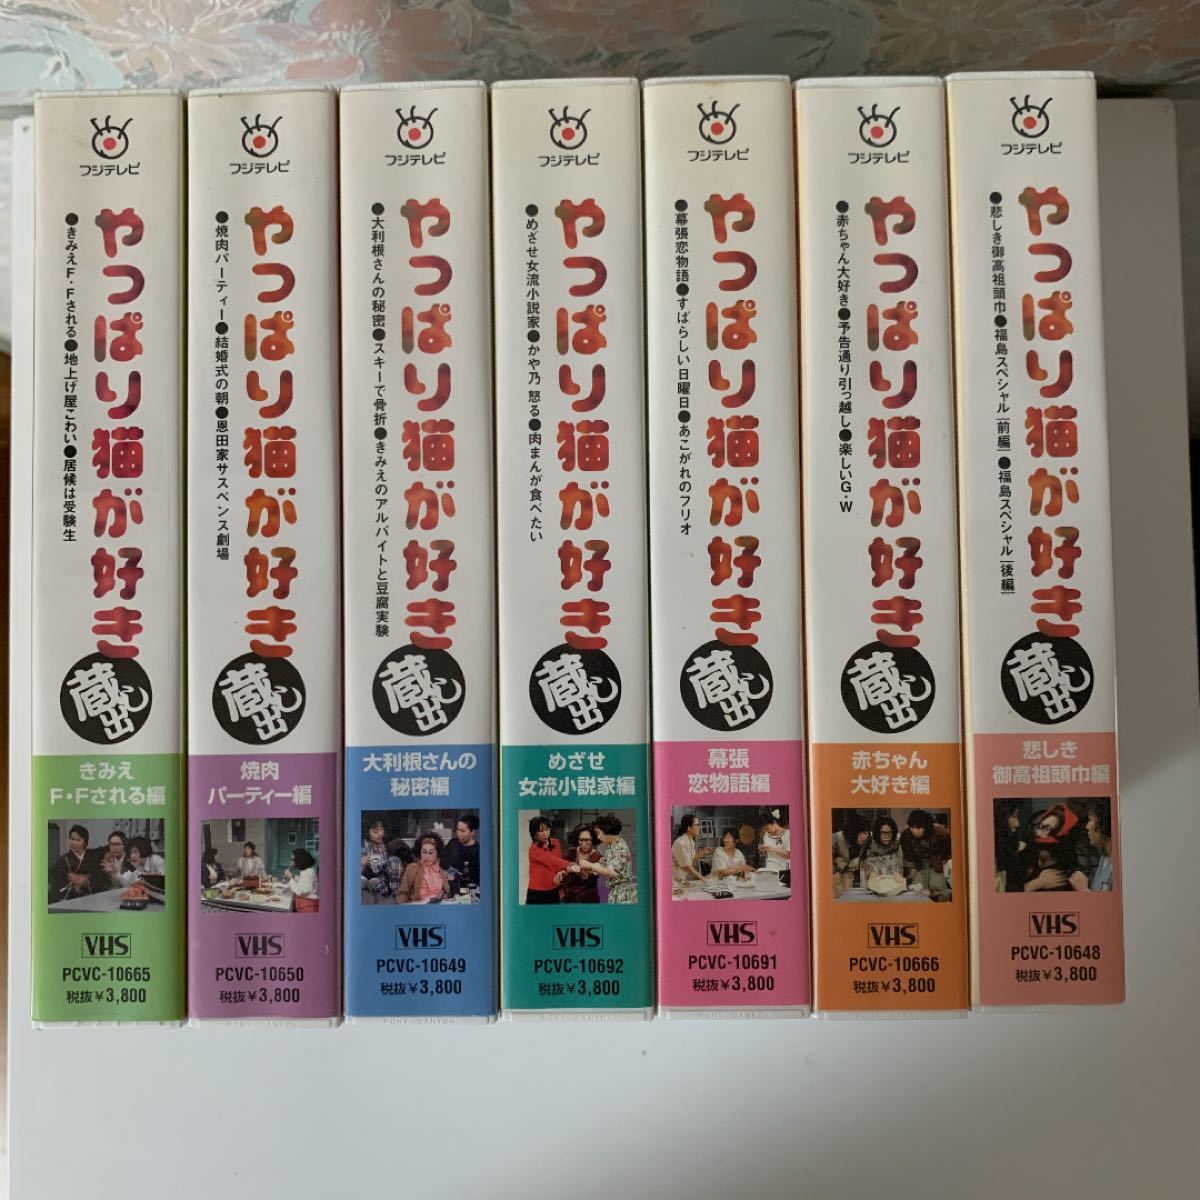 フジテレビ
やっぱり猫が好き
●きみえF・Fされる●地上げ屋こわい●居候は受験生
蔵出シ
きみえ
F・Fされる編
VHS
PCVC-10665
税抜¥3,800
フジテレビ
やっぱり猫が好き
●焼肉パーティー●結婚式の朝●恩田家サスペンス劇場
蔵出シ
焼肉
パーティー編
VHS
PCVC-10650
税抜¥3,800
PONY CANYON
フジテレビ
やっぱり猫が好き
●大利根さんの秘密●スキーで骨折●きみえのアルバイトと豆腐実験
蔵出シ
大利根さんの
秘密編
VHS
PCVC-10649
税抜¥3,800
PONY CANYON
フジテレビ
やっぱり猫が好き
●めざせ女流小説家●かや乃 怒る●肉まんが食べたい
蔵出シ
めざせ
女流小説家編
VHS
PCVC-10692
税抜¥3,800
フジテレビ
やっぱり猫が好き
●幕張恋物語●すばらしい日曜日●あこがれのフリオ
蔵出シ
幕張
恋物語編
VHS
PCVC-10691
税抜¥3,800
フジテレビ
やっぱり猫が好き
●赤ちゃん大好き●予告通り引っ越し●楽しいG・W
蔵出シ
赤ちゃん
大好き編
VHS
PCVC-10666
税抜¥3,800
フジテレビ
やっぱり猫が好き
●悲しき御高祖頭巾●福島スペシャル[前編]●福島スペシャル[後編]
蔵出シ
悲しき
御高祖頭巾編
VHS
PCVC-10648
税抜¥3,800